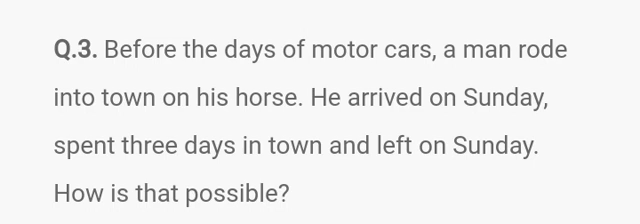 Q.3. Before the days of motor cars, a man rode
into town on his horse. He arrived on Sunday,
spent three days in town and left on Sunday.
How is that possible?